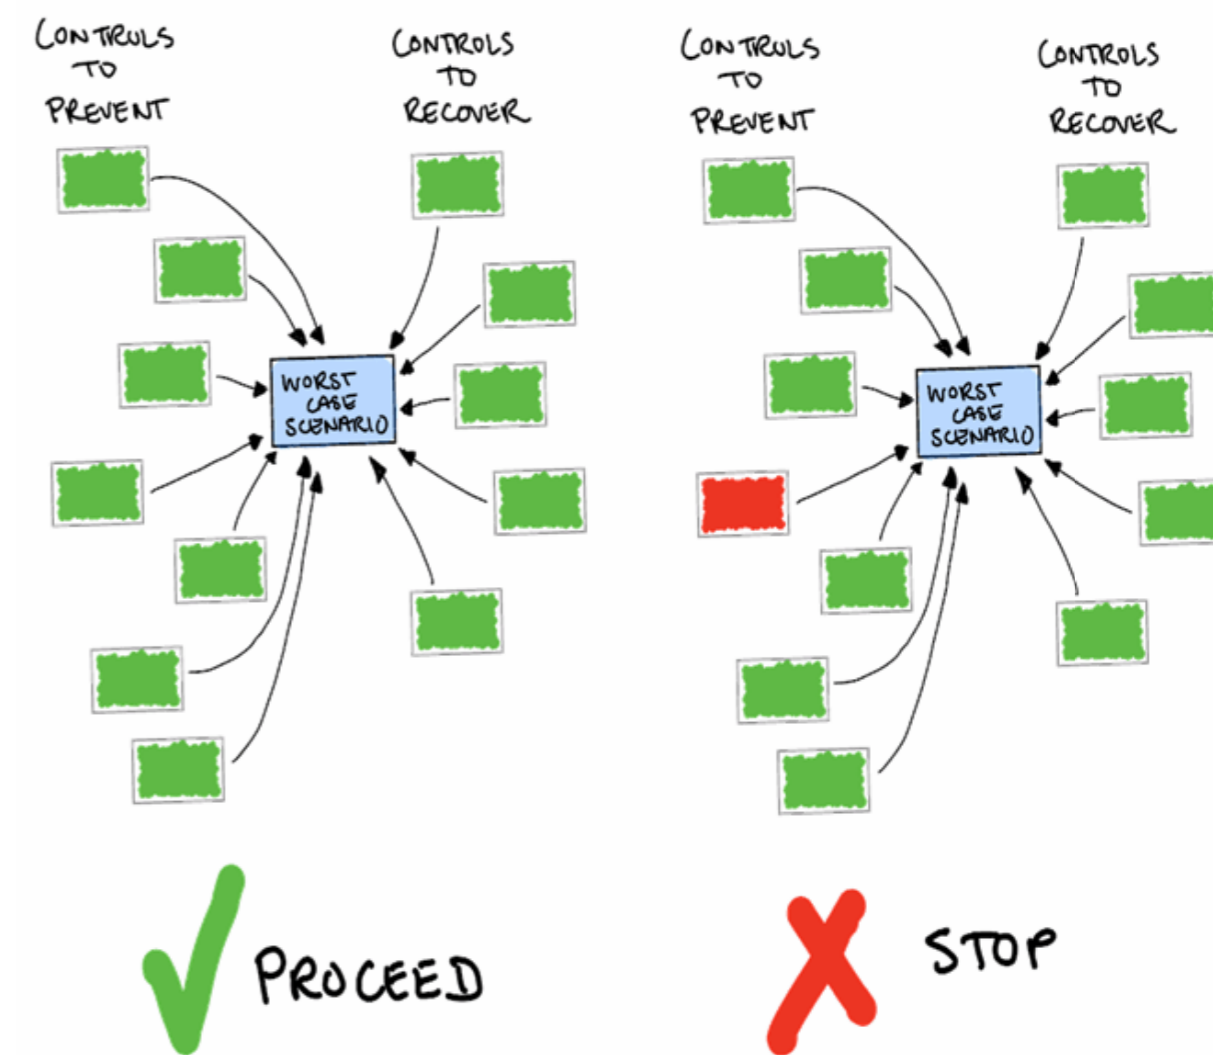 CONTROLS
TO
PREVENT
CONTROLS
TO
RECOVER
WORST
CASE
SCENARIO
PROCEED
CONTROLS
TO
PREVENT
CONTROLS
TO
RECOVER
WORST
CASE
SCENARIO
STOP